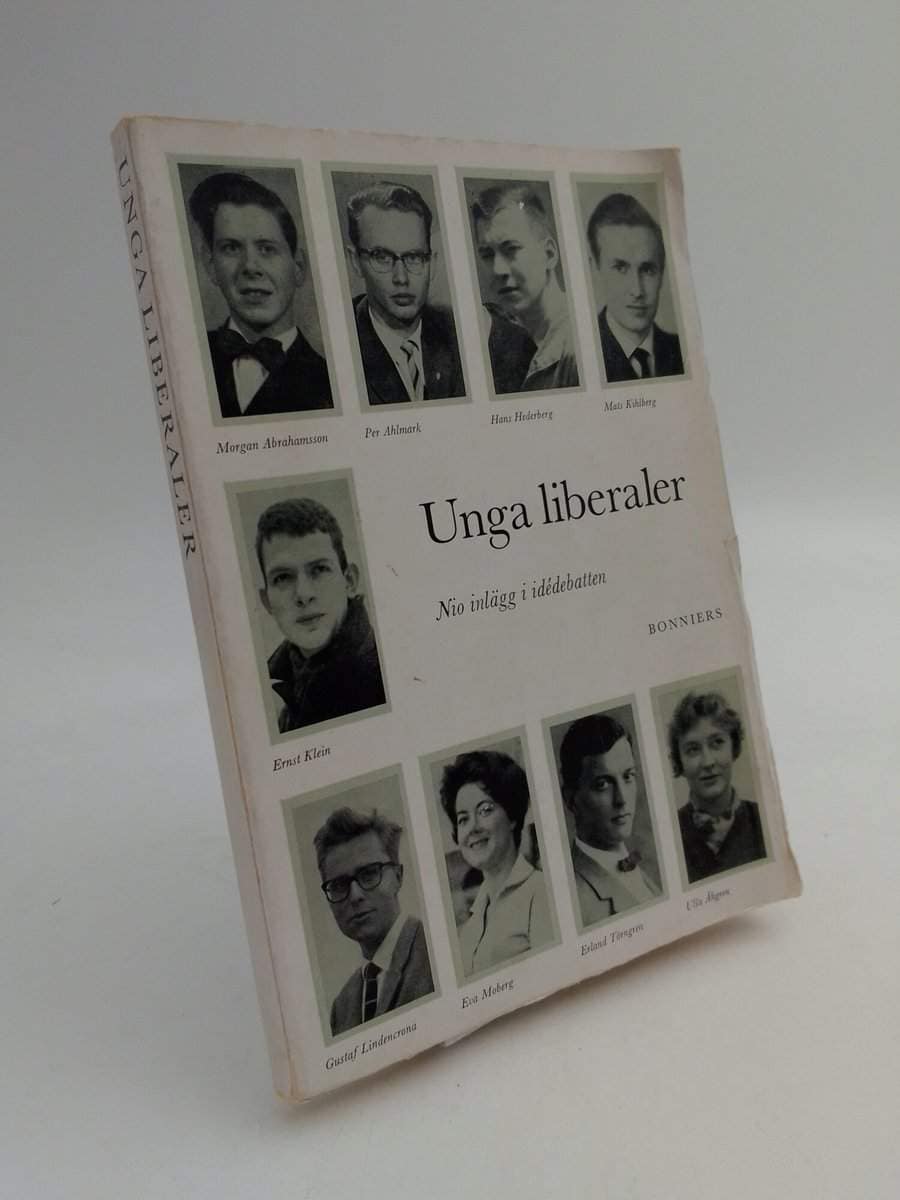 UNGA LIBERALER
Morgan Abrahamsson
Per Ahlmark
Hans Hederberg
Mats Kihlberg
Unga liberaler
Nio inlägg i idédebatten
BONNIERS
Ernst Klein
Gustaf Lindencrona
Eva Moberg
Erland Törngren
Ulla Åhgren